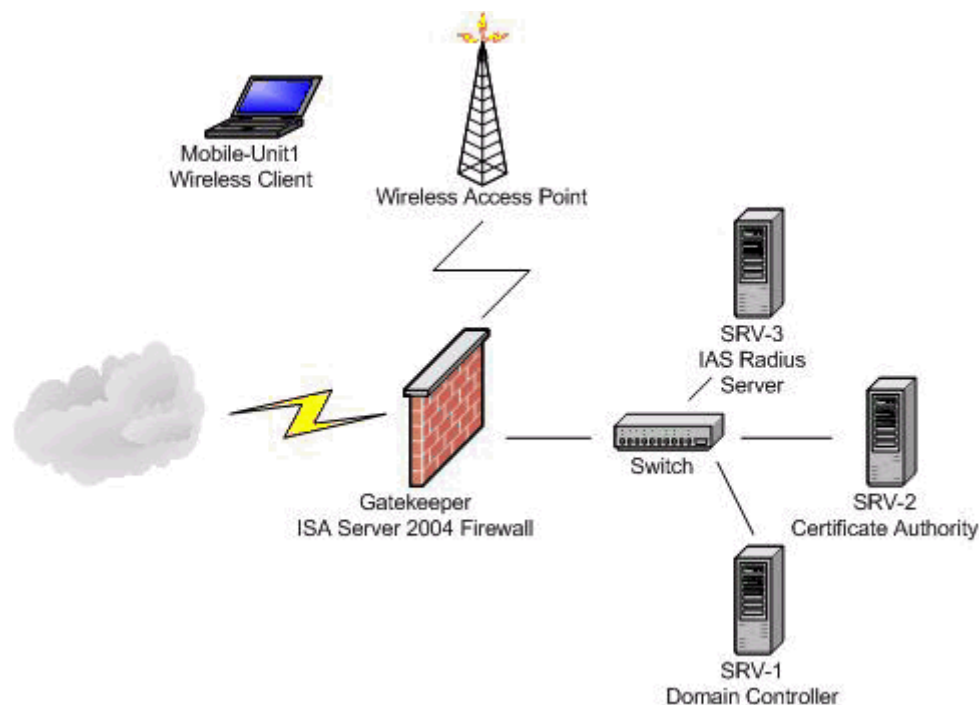 Mobile-Unit1
Wireless Client
Wireless Access Point
SRV-3
IAS Radius
Server
Switch
Gatekeeper
ISA Server 2004 Firewall
SRV-2
Certificate Authority
SRV-1
Domain Controller